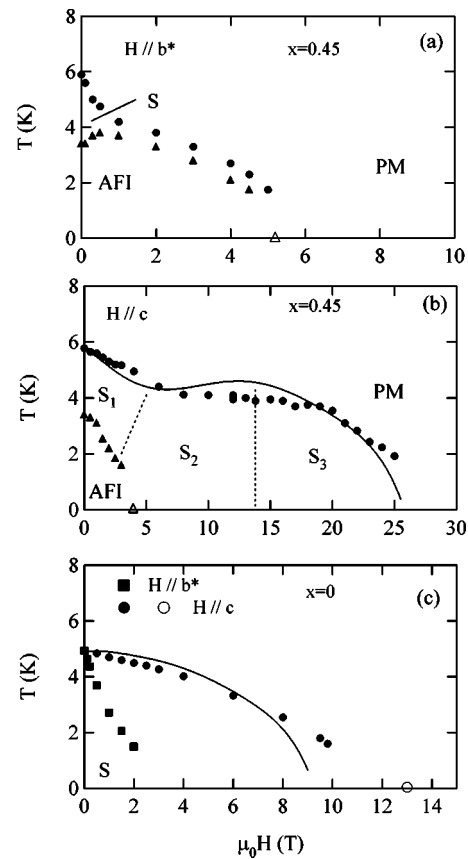 H // b* x=0.45 (a)
8
6
4
2
0
T (K)
S
AFI
PM
0 2 4 6 8 10
H // c x=0.45 (b)
8
6
4
2
0
T (K)
S1
S2
S3
AFI
PM
0 5 10 15 20 25 30
H // b* x=0 (c)
H // c
8
6
4
2
0
T (K)
S
0 2 4 6 8 10 12 14
μ0H (T)